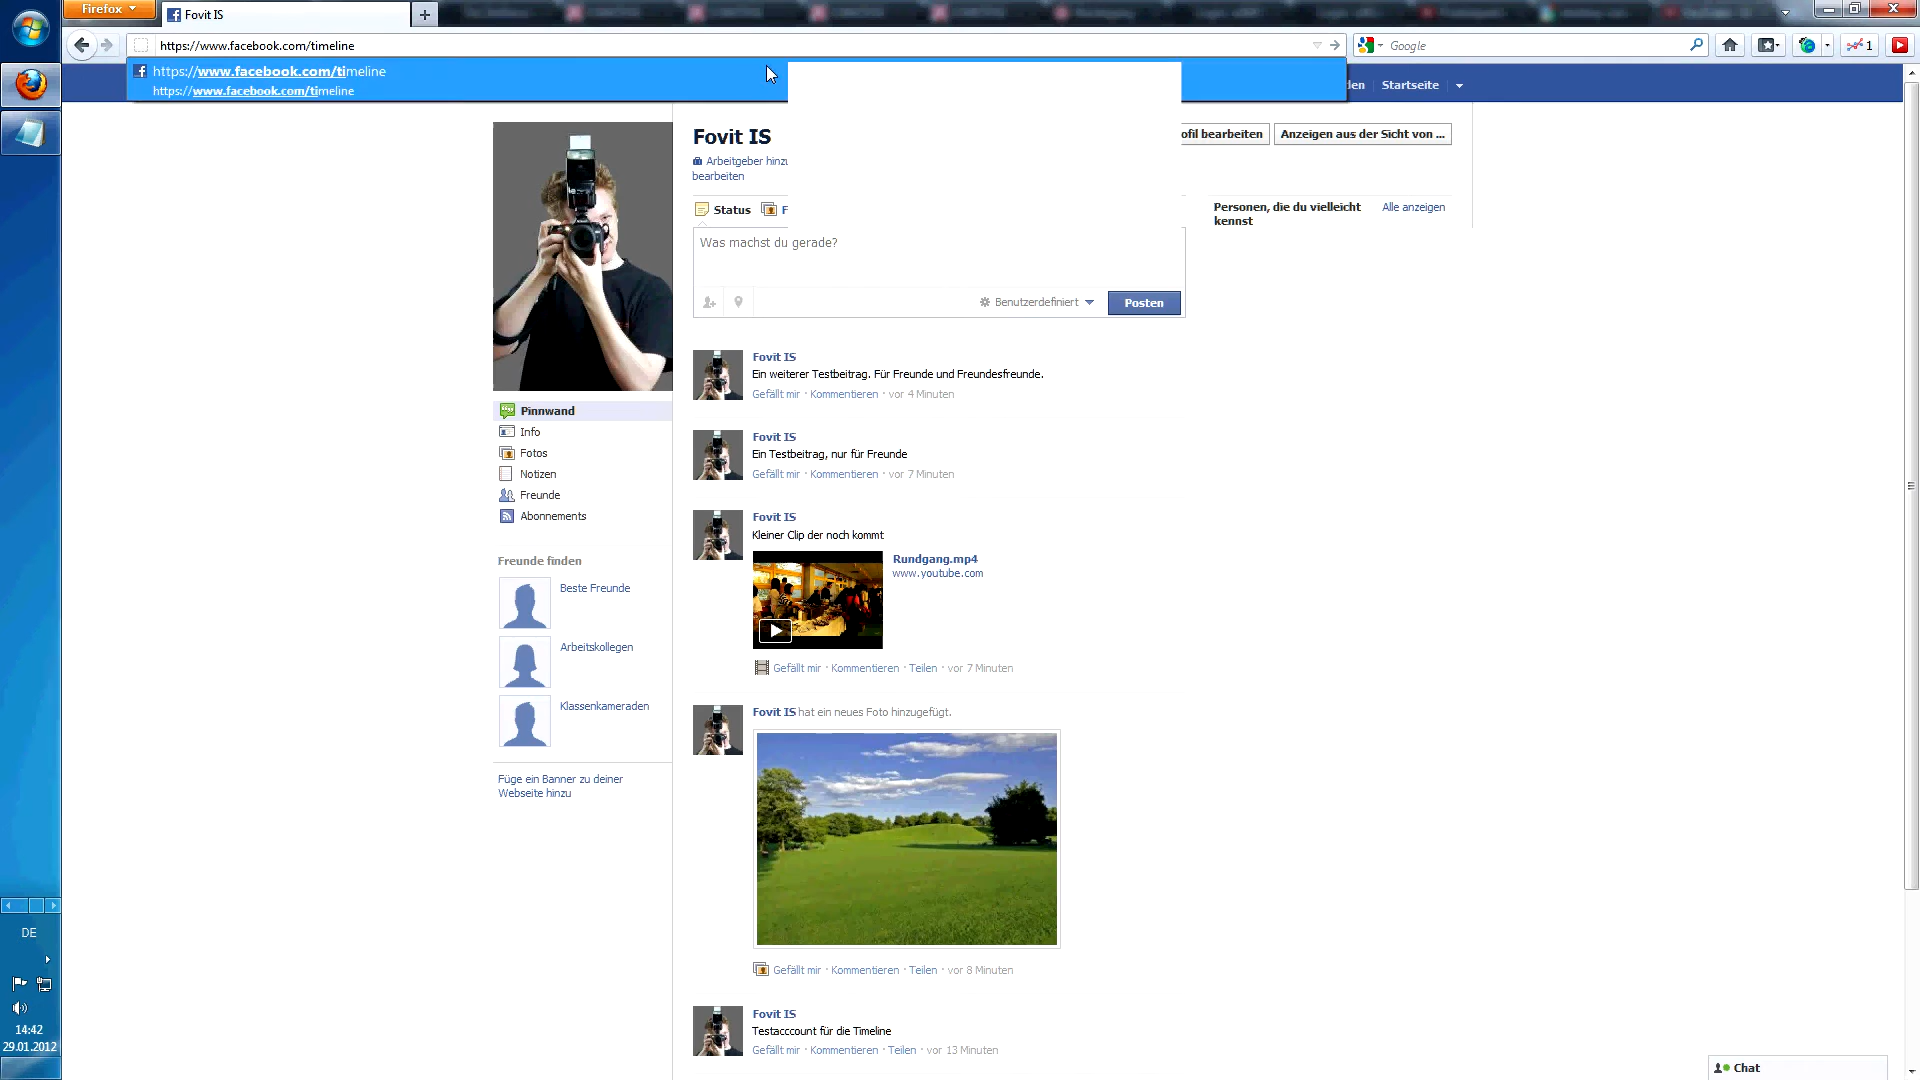 Firefox
Fovit IS
https://www.facebook.com/timeline
Google
1
https://www.facebook.com/timeline
https://www.facebook.com/timeline
Startseite
Fovit IS
bearbeiten
Anzeigen aus der Sicht von ...
Arbeitgeber
bearbeiten
Status
Personen, die du vielleicht kennst
Alle anzeigen
Was machst du gerade?
Benutzerdefiniert
Posten
Fovit IS
Ein weiterer Testbeitrag. Für Freunde und Freundesfreunde.
Gefällt mir · Kommentieren · vor 4 Minuten
Pinnwand
Info
Fotos
Notizen
Freunde
Abonnements
Fovit IS
Ein Testbeitrag, nur für Freunde
Gefällt mir · Kommentieren · vor 7 Minuten
Fovit IS
Kleiner Clip der noch kommt
Rundgang.mp4
www.youtube.com
Gefällt mir · Kommentieren · Teilen · vor 7 Minuten
Freunde finden
Beste Freunde
Arbeitskollegen
Klassenkameraden
Füge ein Banner zu deiner
Webseite hinzu
Fovit IS hat ein neues Foto hinzugefügt.
Gefällt mir · Kommentieren · Teilen · vor 8 Minuten
Fovit IS
Testacccount für die Timeline
Gefällt mir · Kommentieren · Teilen · vor 13 Minuten
DE
14:42
29.01.2012
Chat